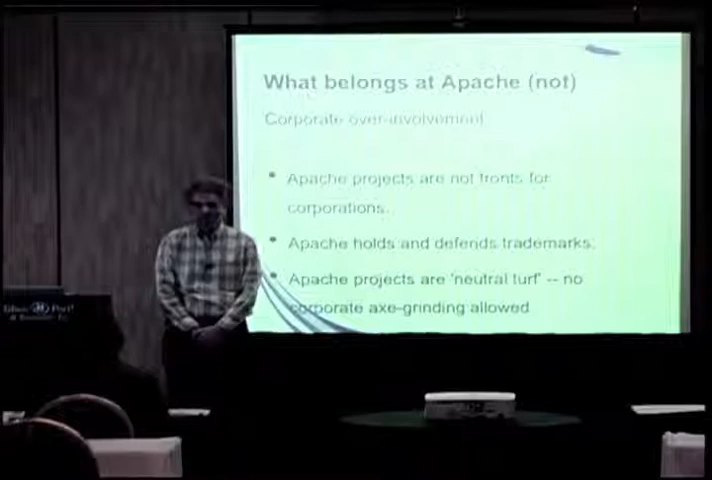 What belongs at Apache (not)
Corporate over-involvement
• Apache projects are not fronts for
corporations.
• Apache holds and defends trademarks.
• Apache projects are 'neutral turf' -- no
corporate axe-grinding allowed